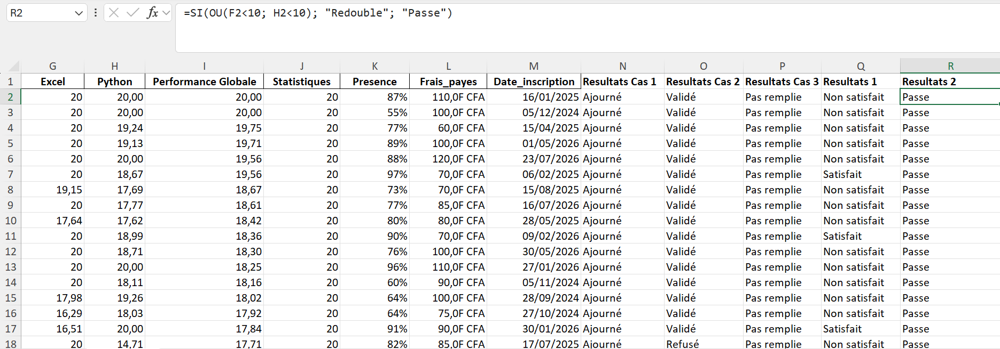 R2 fx =SI(OU(F2<10; H2<10); "Redouble"; "Passe")
G H I J K L M N O P Q R
1 Excel Python Performance Globale Statistiques Presence Frais_payes Date_inscription Resultats Cas 1 Resultats Cas 2 Resultats Cas 3 Resultats 1 Resultats 2
2 20 20,00 20,00 20 87% 110,0F CFA 16/01/2025 Ajourné Validé Pas remplie Non satisfait Passe
3 20 20,00 20,00 20 55% 100,0F CFA 05/12/2024 Ajourné Validé Pas remplie Non satisfait Passe
4 20 19,24 19,75 20 77% 60,0F CFA 15/04/2025 Ajourné Validé Pas remplie Non satisfait Passe
5 20 19,13 19,71 20 89% 100,0F CFA 01/05/2026 Ajourné Validé Pas remplie Non satisfait Passe
6 20 20,00 19,56 20 88% 120,0F CFA 23/07/2026 Ajourné Validé Pas remplie Non satisfait Passe
7 20 18,67 19,56 20 97% 70,0F CFA 06/02/2025 Ajourné Validé Pas remplie Satisfait Passe
8 19,15 17,69 18,67 20 73% 70,0F CFA 15/08/2025 Ajourné Validé Pas remplie Non satisfait Passe
9 20 17,77 18,61 20 77% 85,0F CFA 16/07/2026 Ajourné Validé Pas remplie Non satisfait Passe
10 17,64 17,62 18,42 20 80% 80,0F CFA 28/05/2025 Ajourné Validé Pas remplie Non satisfait Passe
11 20 18,99 18,36 20 90% 70,0F CFA 09/02/2026 Ajourné Validé Pas remplie Satisfait Passe
12 20 18,71 18,30 20 76% 100,0F CFA 30/05/2026 Ajourné Validé Pas remplie Non satisfait Passe
13 20 20,00 18,25 20 96% 110,0F CFA 27/01/2026 Ajourné Validé Pas remplie Non satisfait Passe
14 20 18,11 18,16 20 60% 90,0F CFA 05/11/2024 Ajourné Validé Pas remplie Non satisfait Passe
15 17,98 19,26 18,02 20 64% 100,0F CFA 28/09/2024 Ajourné Validé Pas remplie Non satisfait Passe
16 16,29 18,03 17,92 20 64% 75,0F CFA 27/10/2024 Ajourné Validé Pas remplie Non satisfait Passe
17 16,51 20,00 17,84 20 91% 90,0F CFA 30/01/2026 Ajourné Validé Pas remplie Satisfait Passe
18 20 14,71 17,71 20 82% 85,0F CFA 17/07/2025 Ajourné Refusé Pas remplie Non satisfait Passe